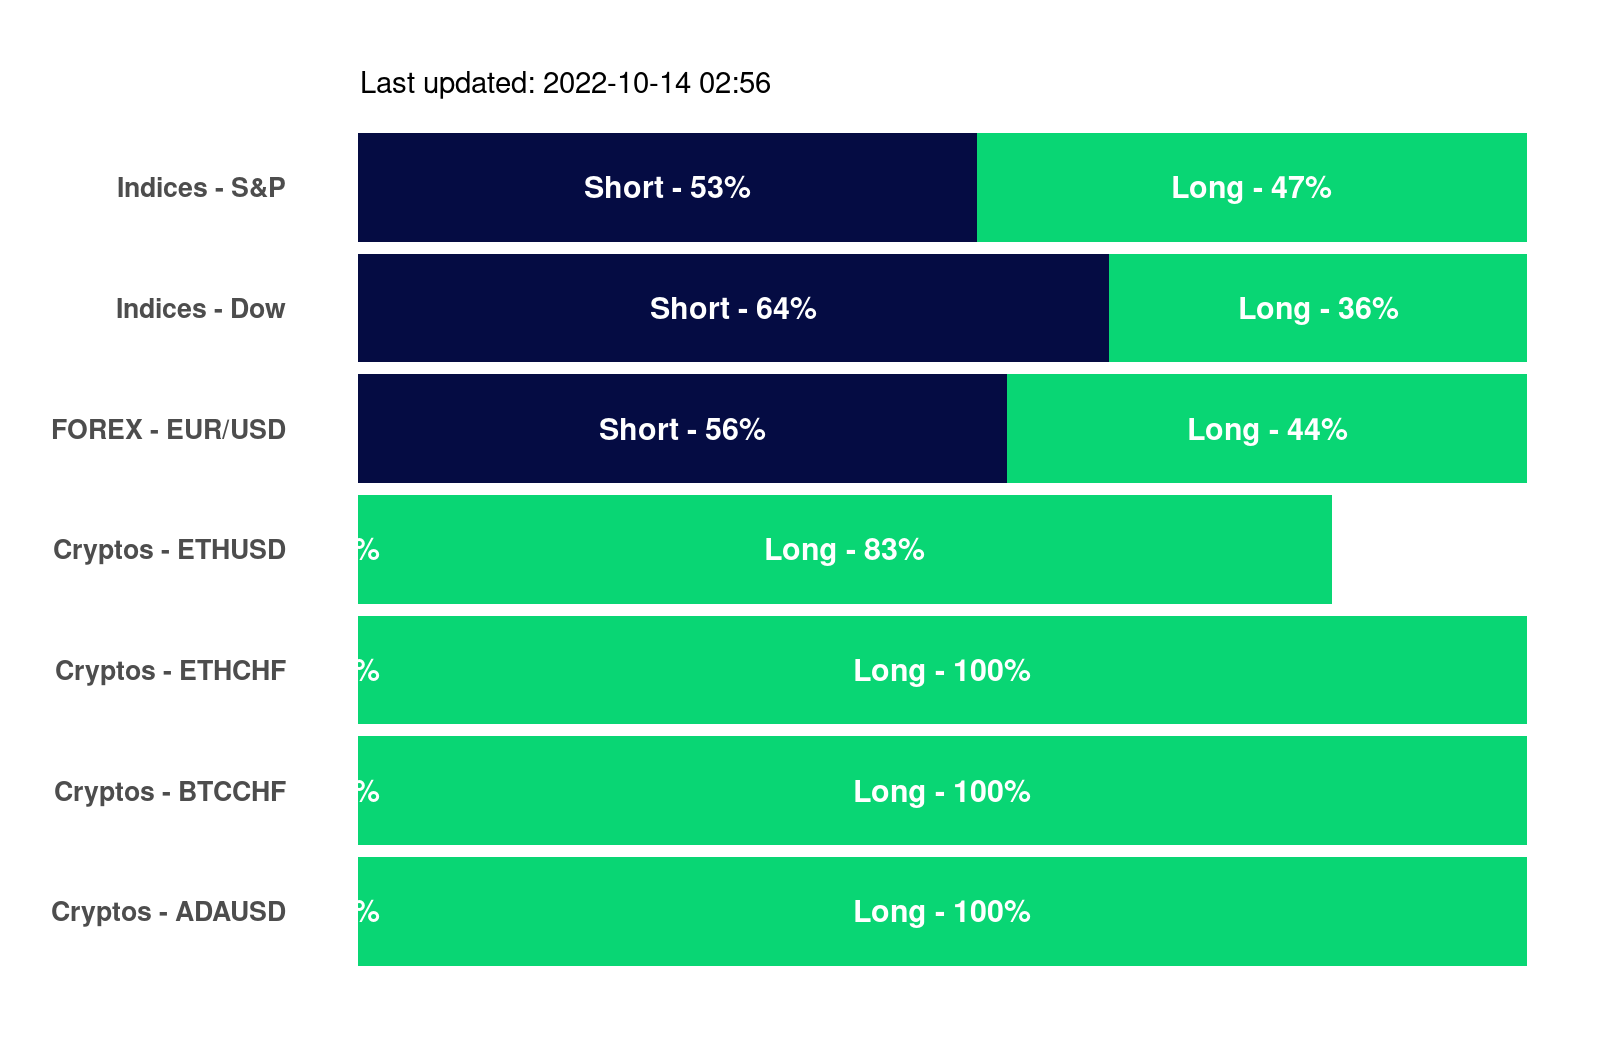 Last updated: 2022-10-14 02:56
Indices - S&P Short - 53% Long - 47%
Indices - Dow Short - 64% Long - 36%
FOREX - EUR/USD Short - 56% Long - 44%
Cryptos - ETHUSD % Long - 83%
Cryptos - ETHCHF % Long - 100%
Cryptos - BTCCHF % Long - 100%
Cryptos - ADAUSD % Long - 100%